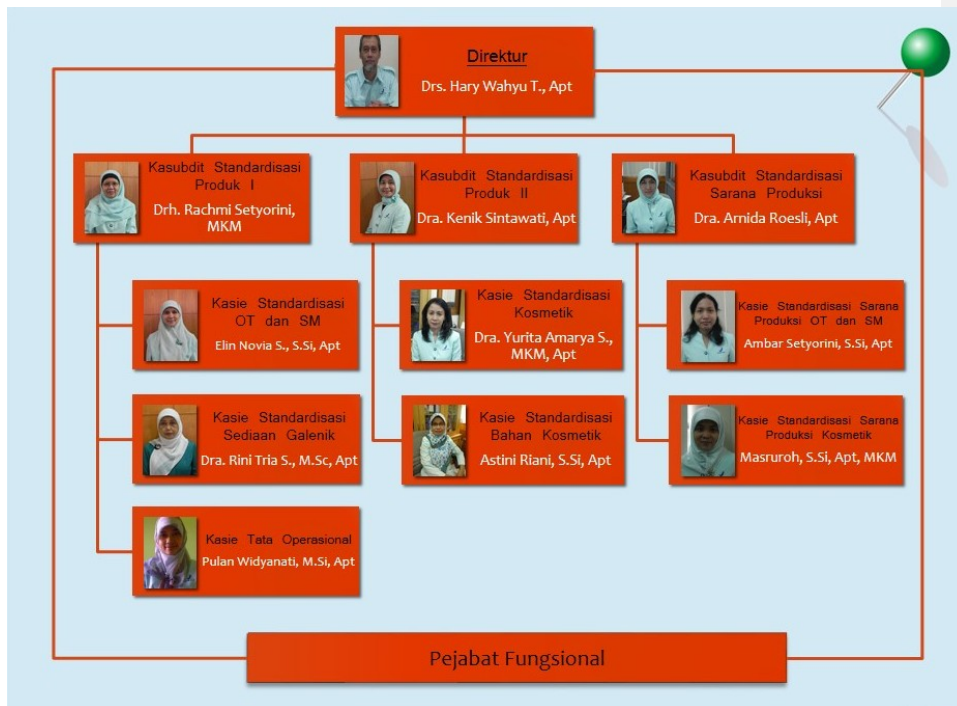 Direktur
Drs. Hary Wahyu T., Apt
Kasubdit Standardisasi
Produk I
Drh. Rachmi Setyorini,
MKM
Kasubdit Standardisasi
Produk II
Dra. Kenik Sintawati, Apt
Kasubdit Standardisasi
Sarana Produksi
Dra. Arnida Roesli, Apt
Kasie Standardisasi
OT dan SM
Elin Novia S., S.Si, Apt
Kasie Standardisasi
Kosmetik
Dra. Yurita Amarya S.,
MKM, Apt
Kasie Standardisasi Sarana
Produksi OT dan SM
Ambar Setyorini, S.Si, Apt
Kasie Standardisasi
Sediaan Galenik
Dra. Rini Tria S., M.Sc, Apt
Kasie Standardisasi
Bahan Kosmetik
Astini Riani, S.Si, Apt
Kasie Standardisasi Sarana
Produksi Kosmetik
Masruroh, S.Si, Apt, MKM
Kasie Tata Operasional
Pulan Widyanati, M.Si, Apt
Pejabat Fungsional